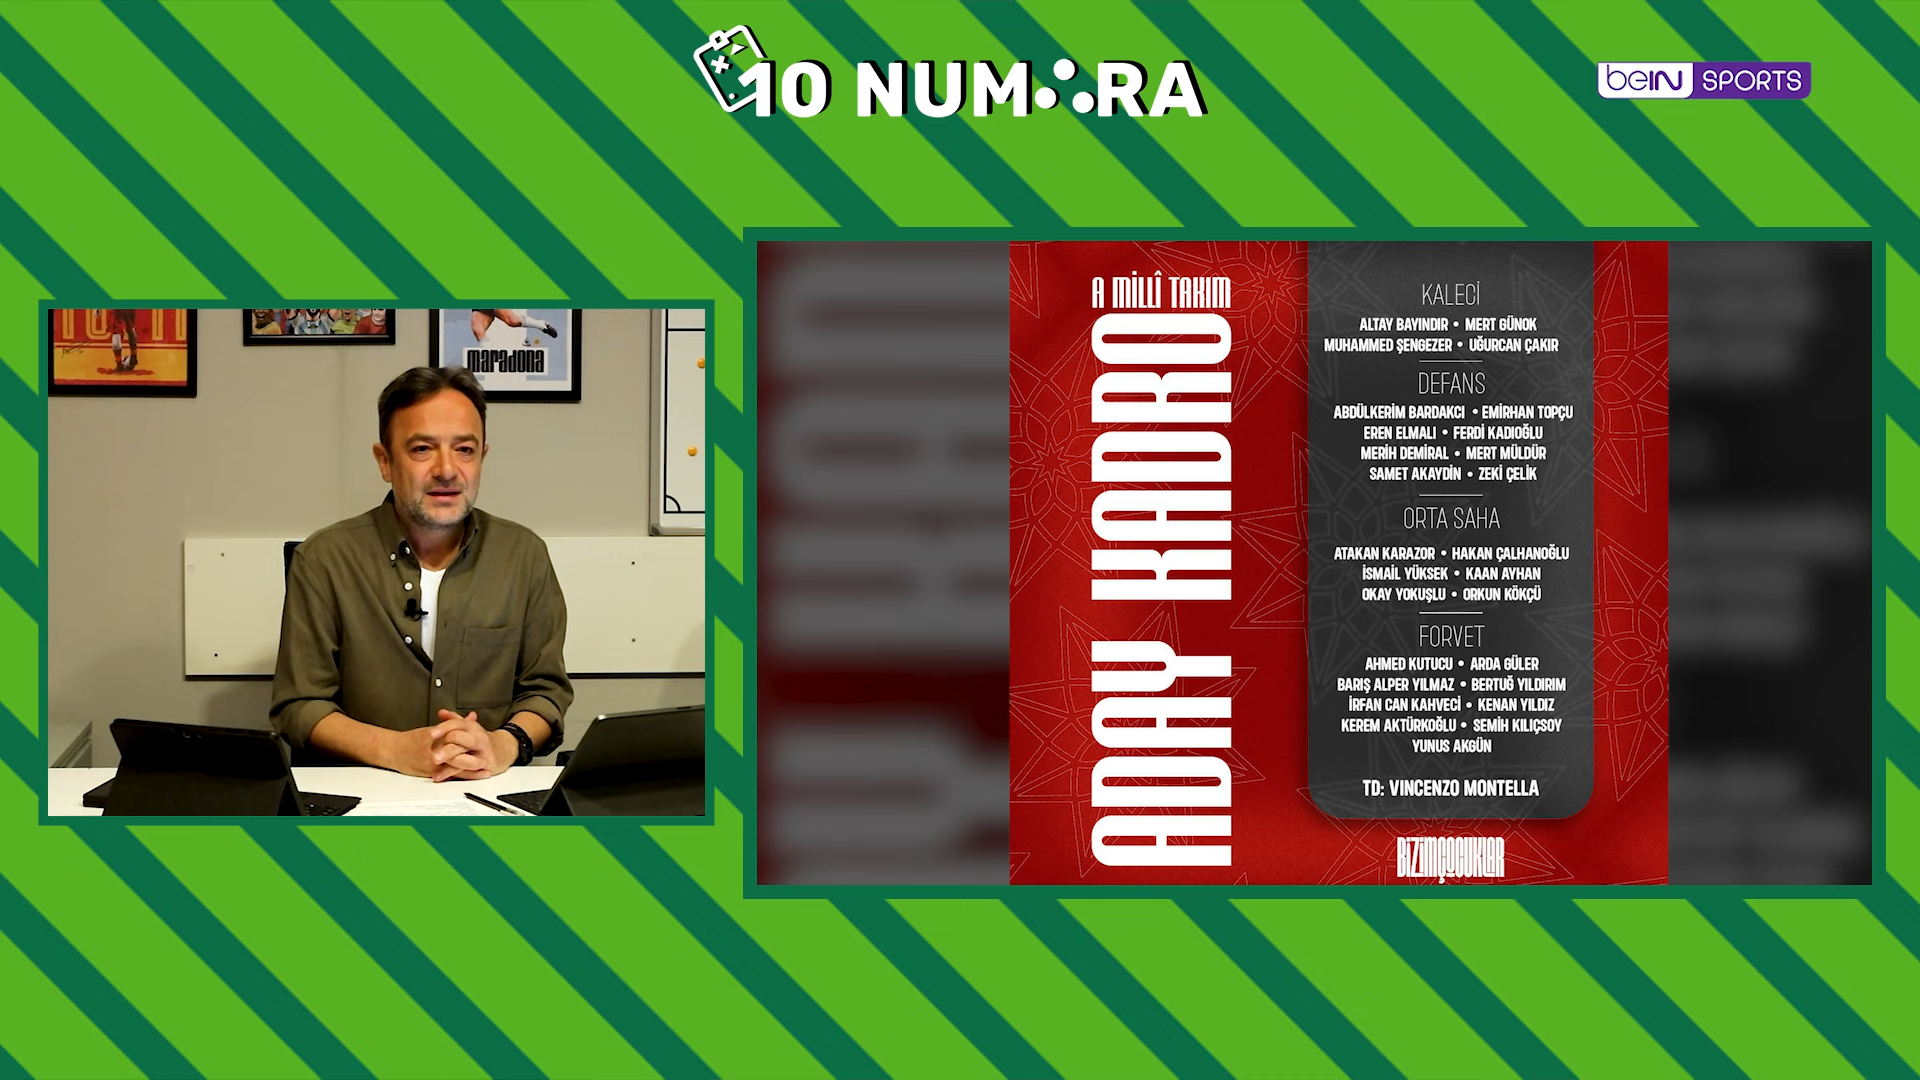 10 NUMARA
beIN SPORTS
maradona
A MİLLÎ TAKIM
ADAY KADRO
KALECİ
ALTAY BAYINDIR • MERT GÜNOK
MUHAMMED ŞENGEZER • UĞURCAN ÇAKIR
DEFANS
ABDÜLKERİM BARDAKCI • EMİRHAN TOPÇU
EREN ELMALI • FERDİ KADIOĞLU
MERİH DEMİRAL • MERT MÜLDÜR
SAMET AKAYDİN • ZEKİ ÇELİK
ORTA SAHA
ATAKAN KARAZOR • HAKAN ÇALHANOĞLU
İSMAİL YÜKSEK • KAAN AYHAN
OKAY YOKUŞLU • ORKUN KÖKÇÜ
FORVET
AHMED KUTUCU • ARDA GÜLER
BARIŞ ALPER YILMAZ • BERTUĞ YILDIRIM
İRFAN CAN KAHVECİ • KENAN YILDIZ
KEREM AKTÜRKOĞLU • SEMİH KILIÇSOY
YUNUS AKGÜN
TD: VINCENZO MONTELLA
BİZİMÇOCUKLAR